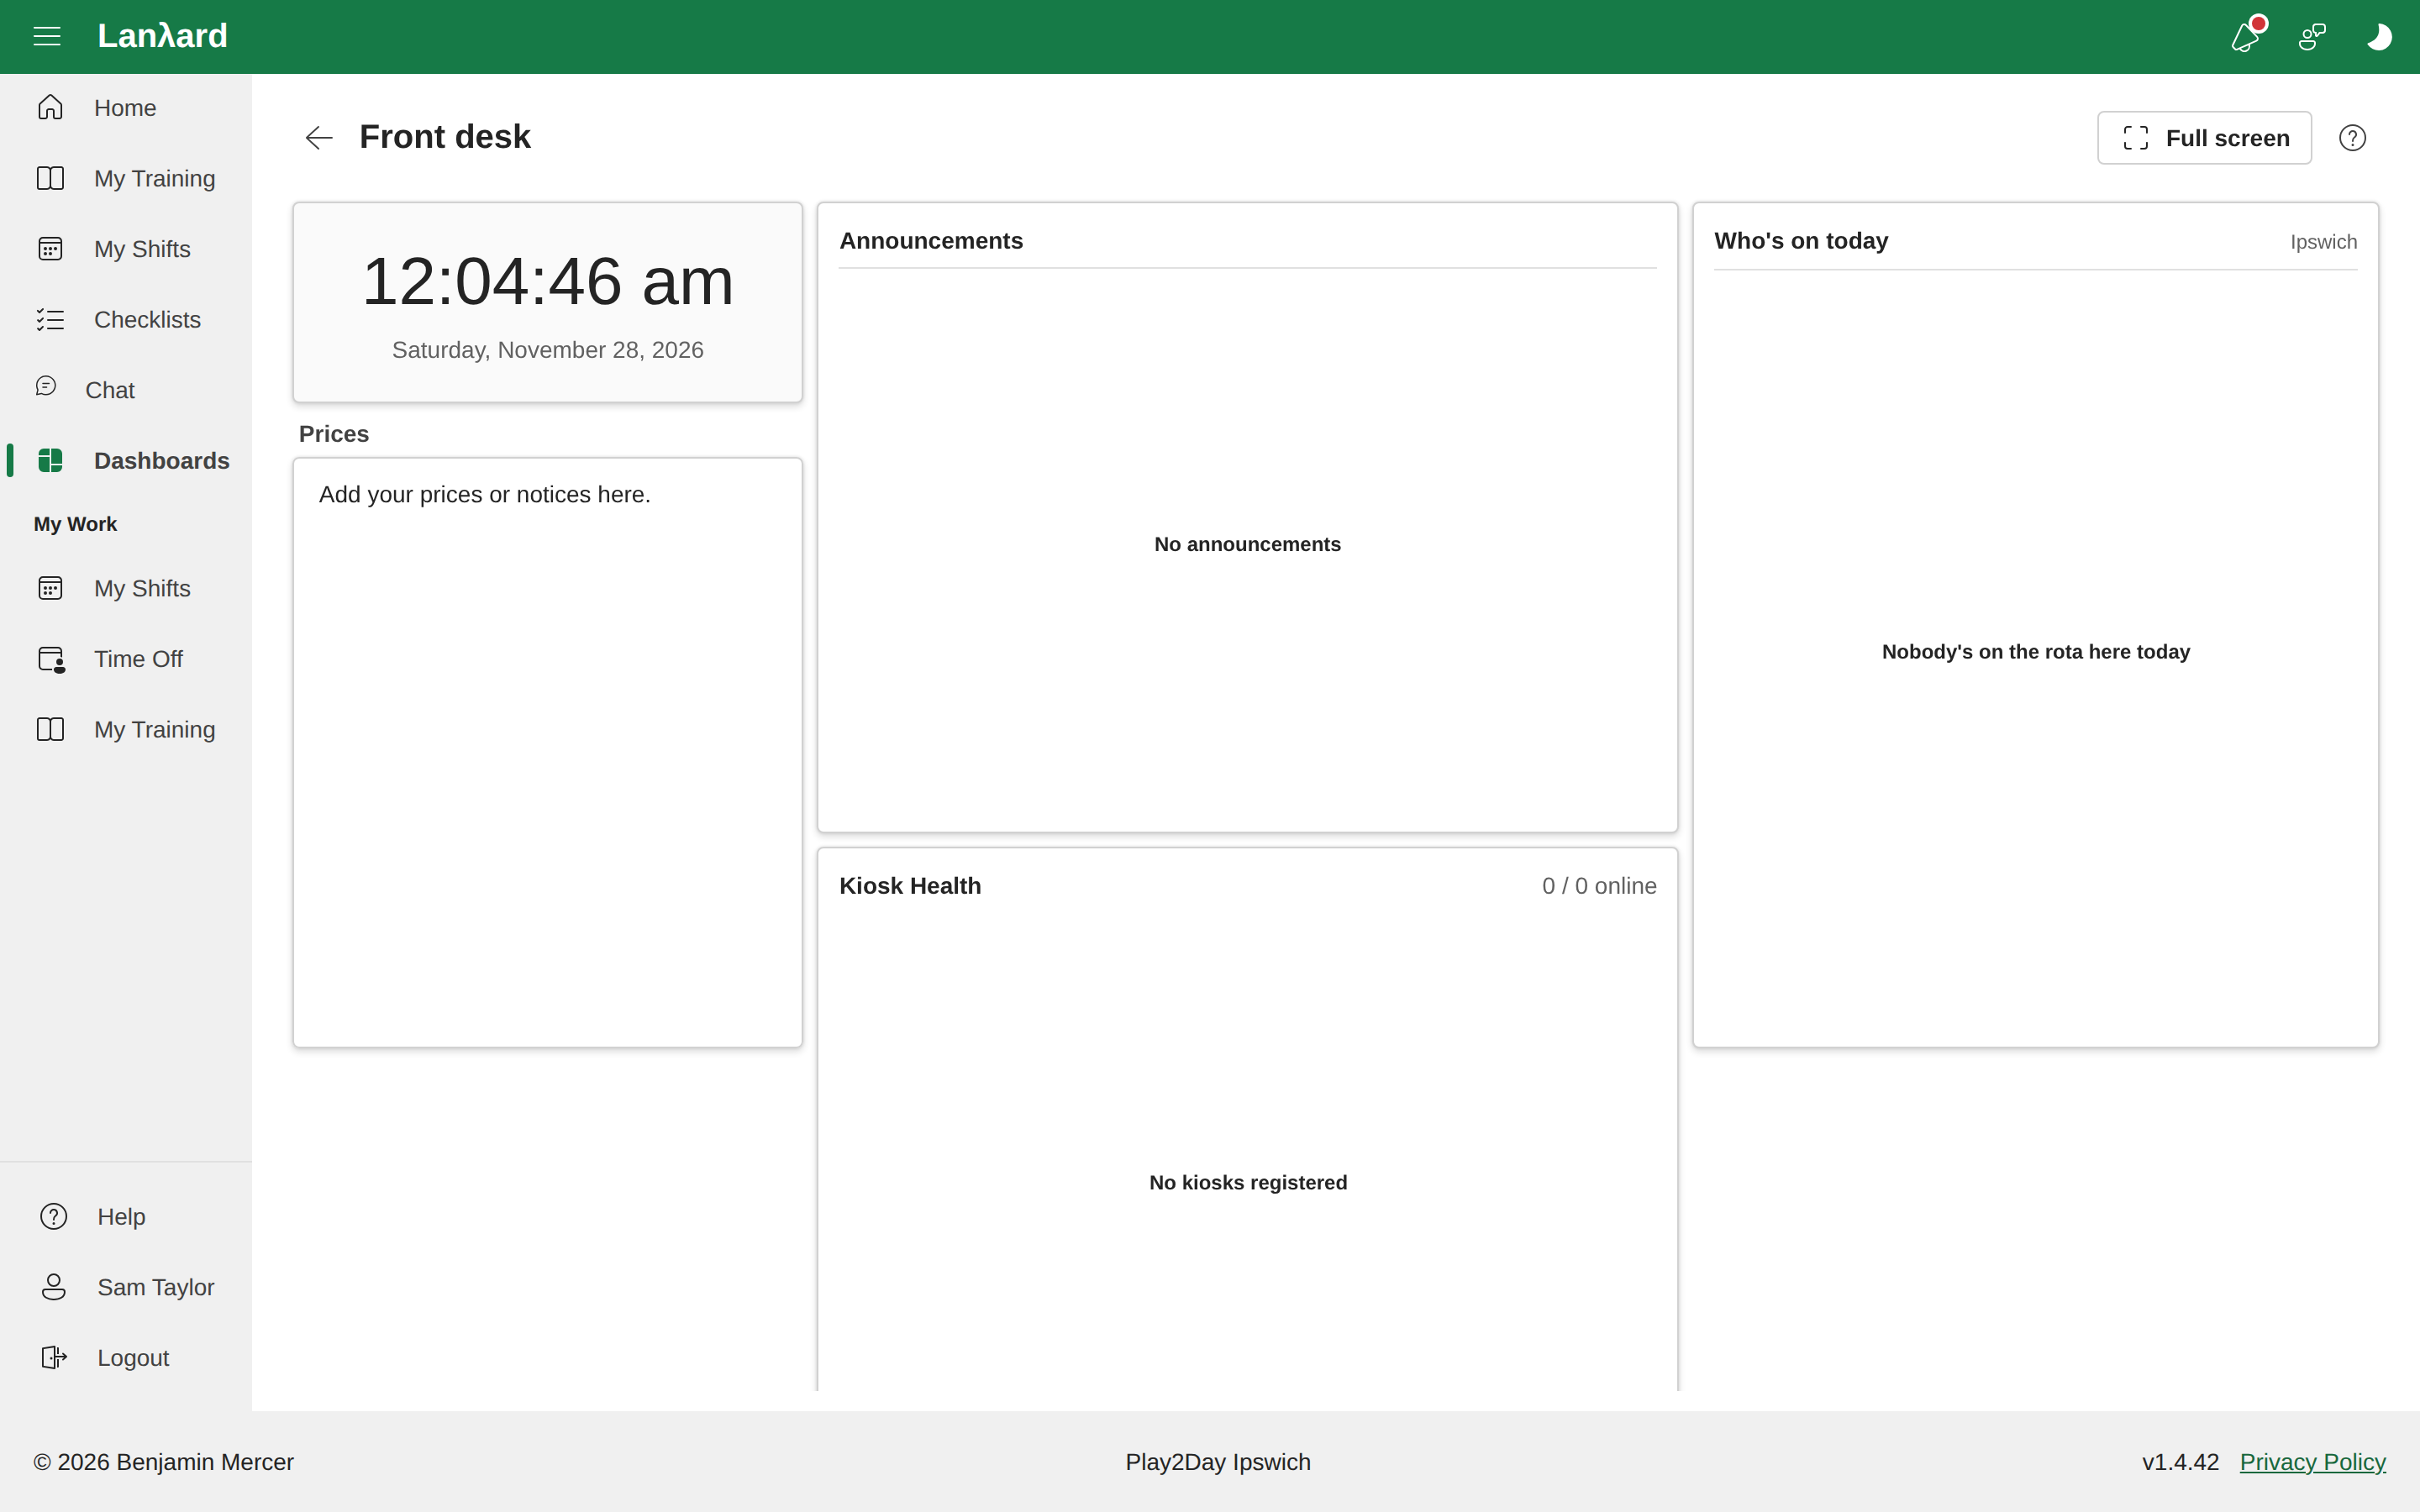 Lanλard
Home
My Training
My Shifts
Checklists
Chat
Dashboards
My Work
My Shifts
Time Off
My Training
Help
Sam Taylor
Logout
Front desk
Full screen
12:04:46 am
Saturday, November 28, 2026
Prices
Add your prices or notices here.
Announcements
No announcements
Kiosk Health
0 / 0 online
No kiosks registered
Who's on today
Ipswich
Nobody's on the rota here today
© 2026 Benjamin Mercer
Play2Day Ipswich
v1.4.42
Privacy Policy